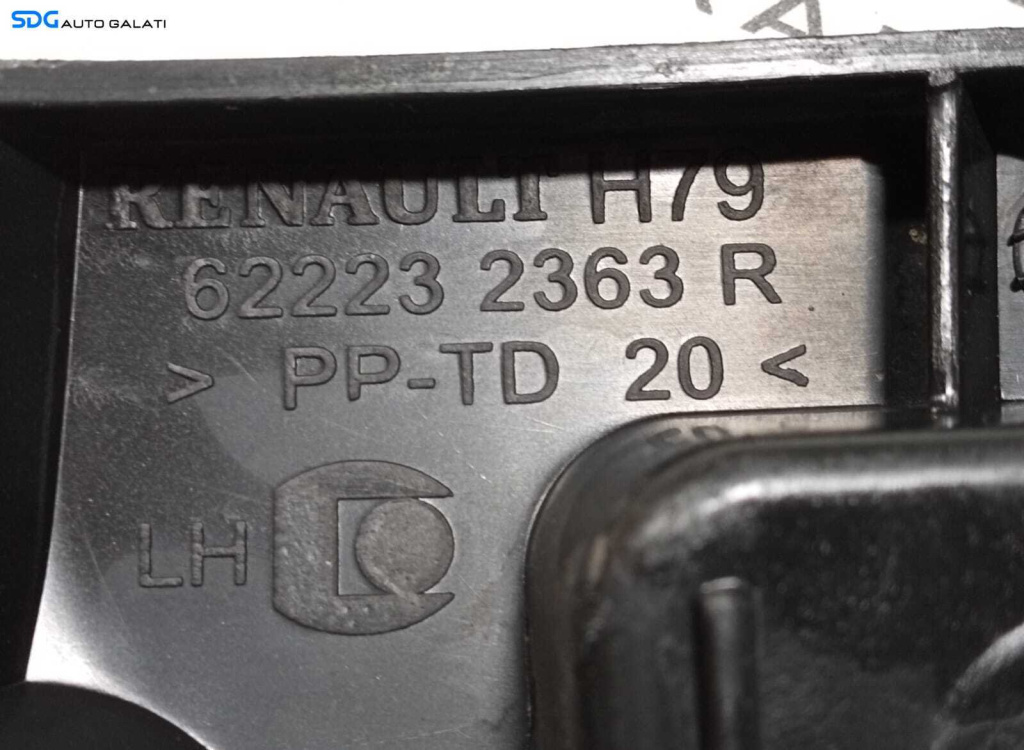 SDG AUTO GALATI
RENAULT H79
62223 2363 R
> PP-TD 20 <
LH